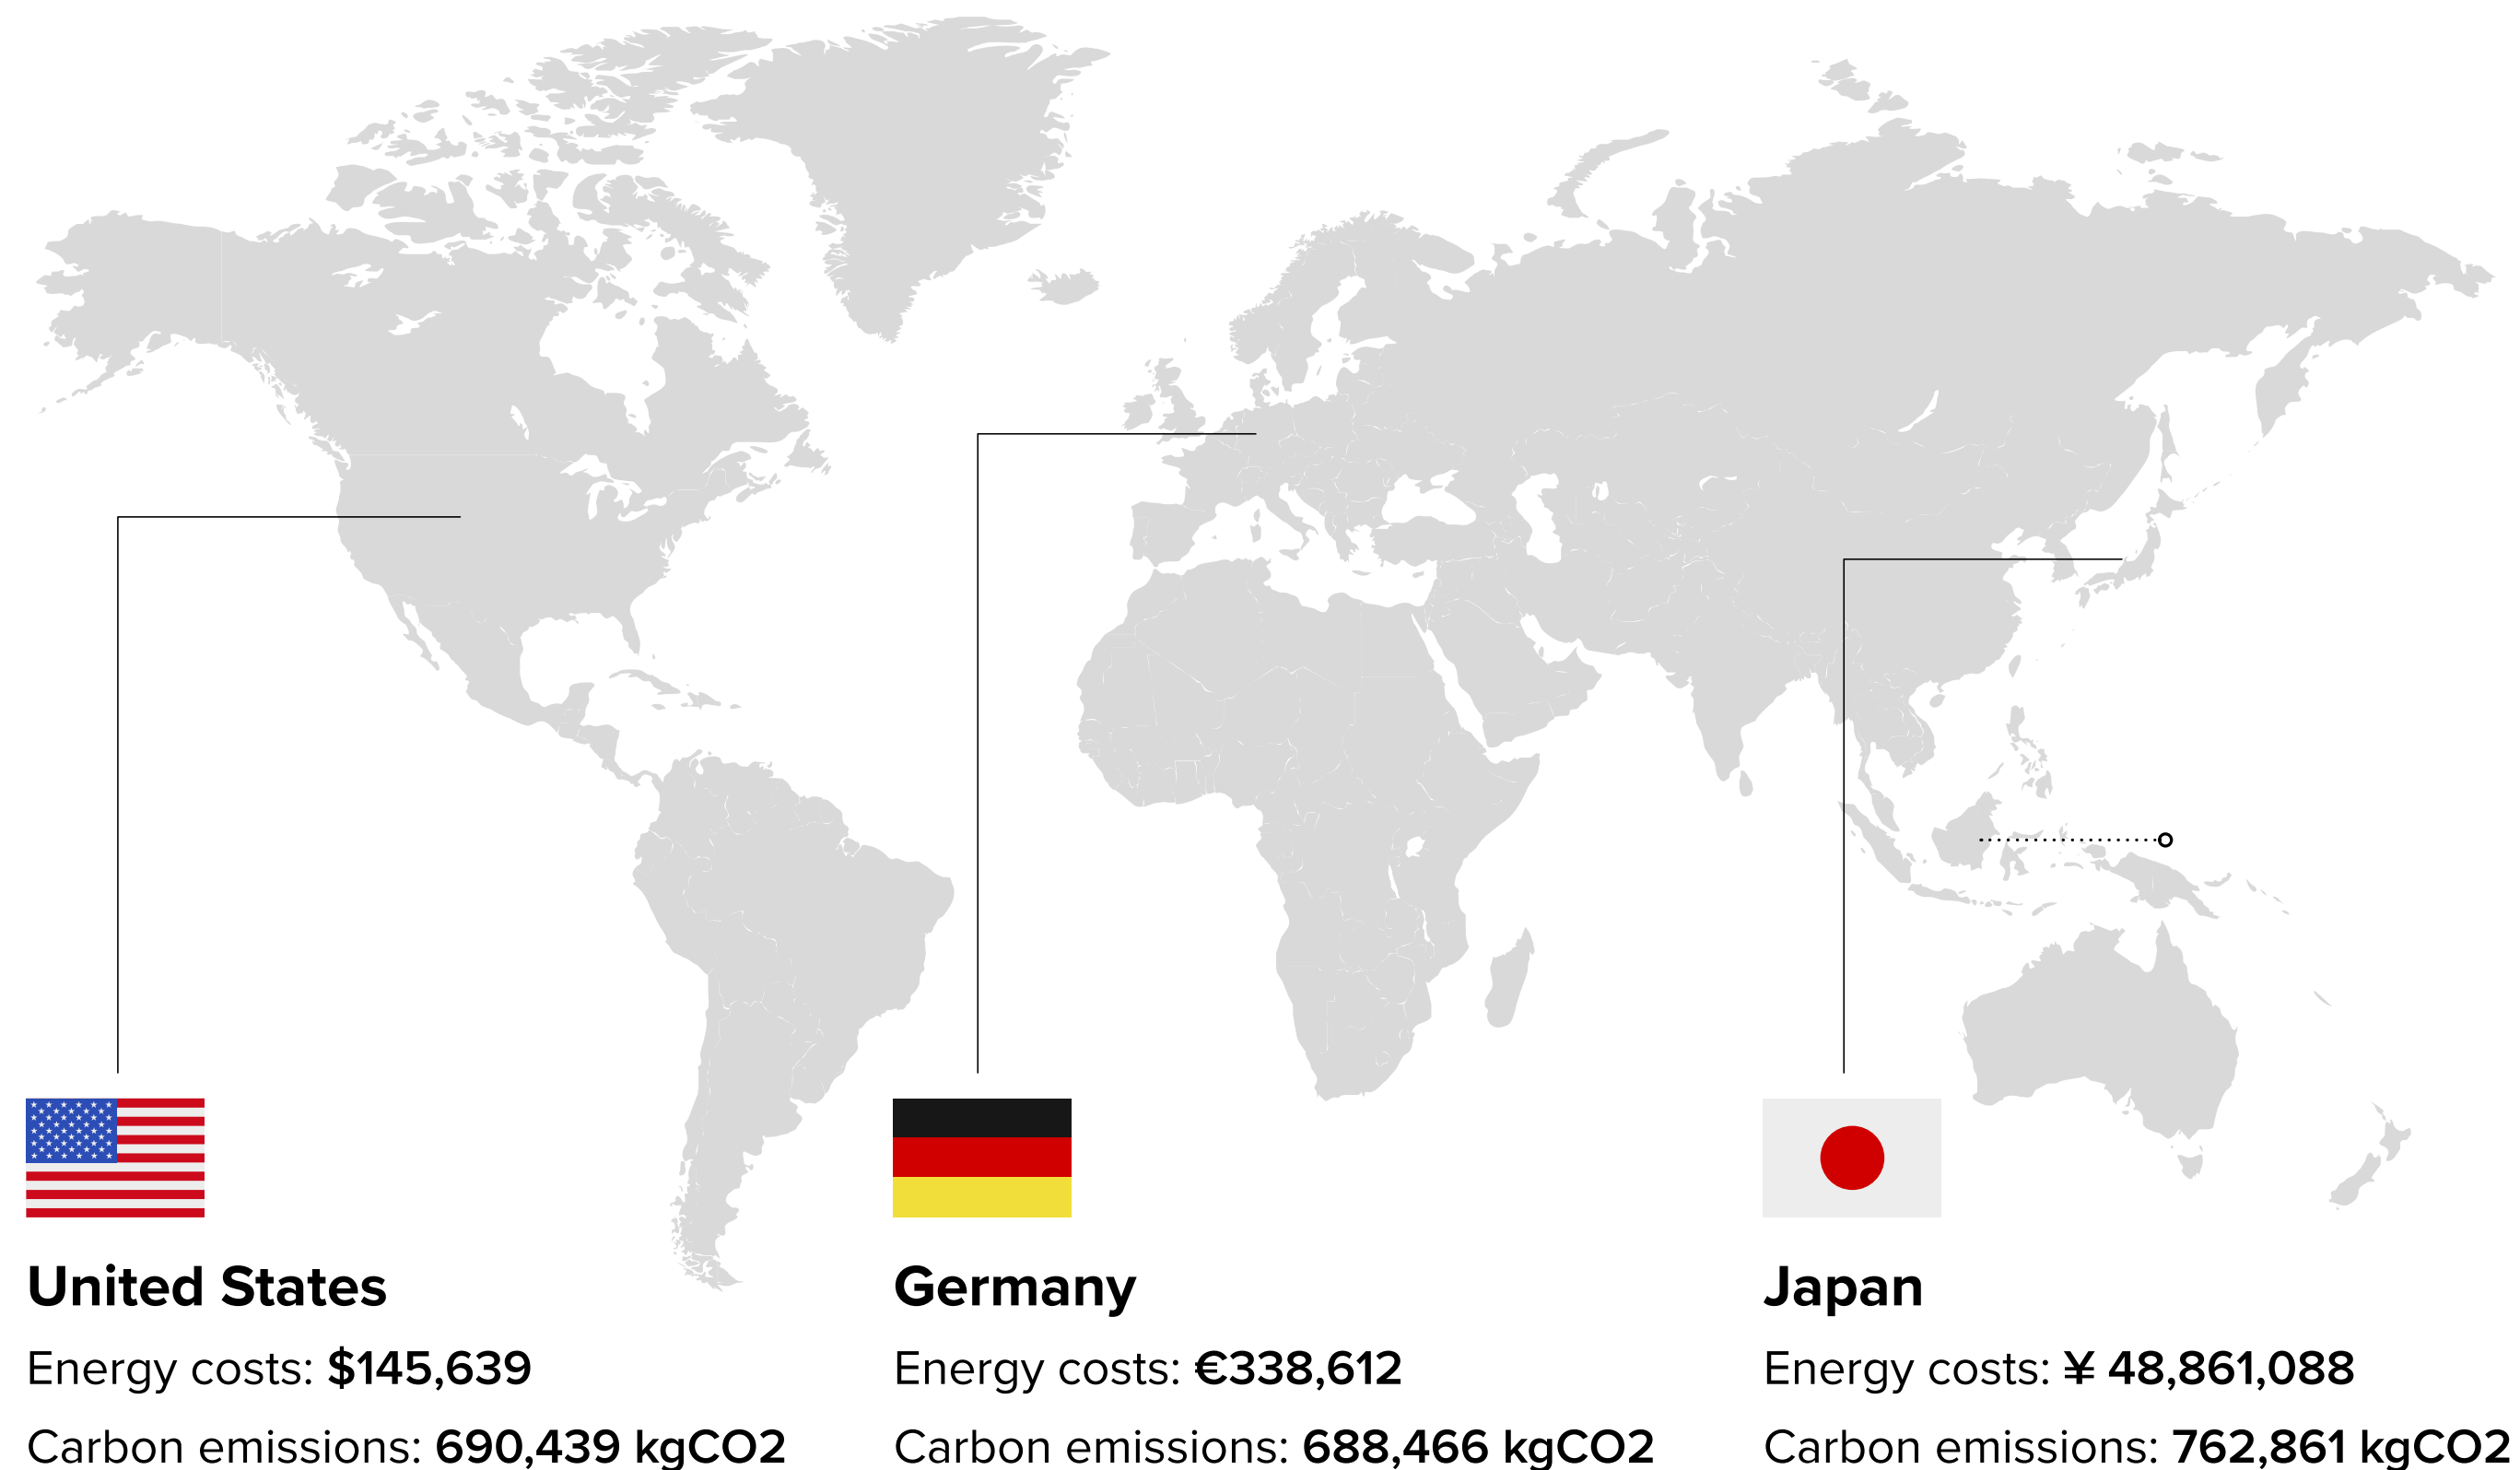 United States
Energy costs: $145,639
Carbon emissions: 690,439 kgCO2
Germany
Energy costs: €338,612
Carbon emissions: 688,466 kgCO2
Japan
Energy costs: ¥ 48,861,088
Carbon emissions: 762,861 kgCO2